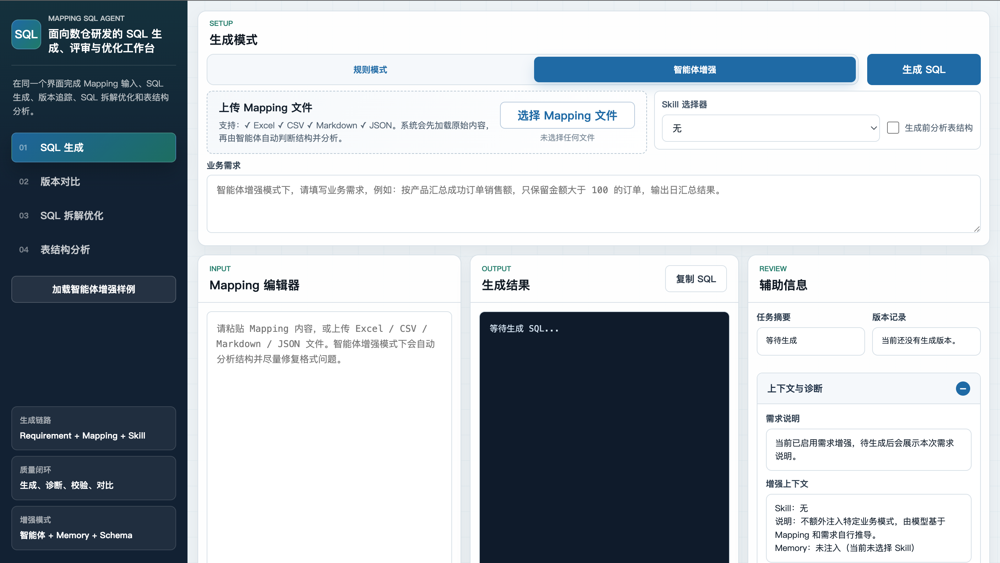 SQL
MAPPING SQL AGENT
面向数仓研发的 SQL 生
成、评审与优化工作台
在同一个界面完成 Mapping 输入、SQL
生成、版本追踪、SQL 拆解优化和表结构
分析。
01 SQL 生成
02 版本对比
03 SQL 拆解优化
04 表结构分析
加载智能体增强样例
生成链路
Requirement + Mapping + Skill
质量闭环
生成、诊断、校验、对比
增强模式
智能体 + Memory + Schema
SETUP
生成模式
规则模式
智能体增强
生成 SQL
上传 Mapping 文件
支持：✓ Excel ✓ CSV ✓ Markdown ✓ JSON。系统会先加载原始内容，
再由智能体自动判断结构并分析。
选择 Mapping 文件
未选择任何文件
Skill 选择器
无
生成前分析表结构
业务需求
智能体增强模式下，请填写业务需求，例如：按产品汇总成功订单销售额，只保留金额大于 100 的订单，输出日汇总结果。
INPUT
Mapping 编辑器
请粘贴 Mapping 内容，或上传 Excel / CSV /
Markdown / JSON 文件。智能体增强模式下会自动
分析结构并尽量修复格式问题。
OUTPUT
生成结果
复制 SQL
等待生成 SQL...
REVIEW
辅助信息
任务摘要
等待生成
版本记录
当前还没有生成版本。
上下文与诊断
需求说明
当前已启用需求增强，待生成后会展示本次需求
说明。
增强上下文
Skill：无
说明：不额外注入特定业务模式，由模型基于
Mapping 和需求自行推导。
Memory：未注入（当前未选择 Skill）